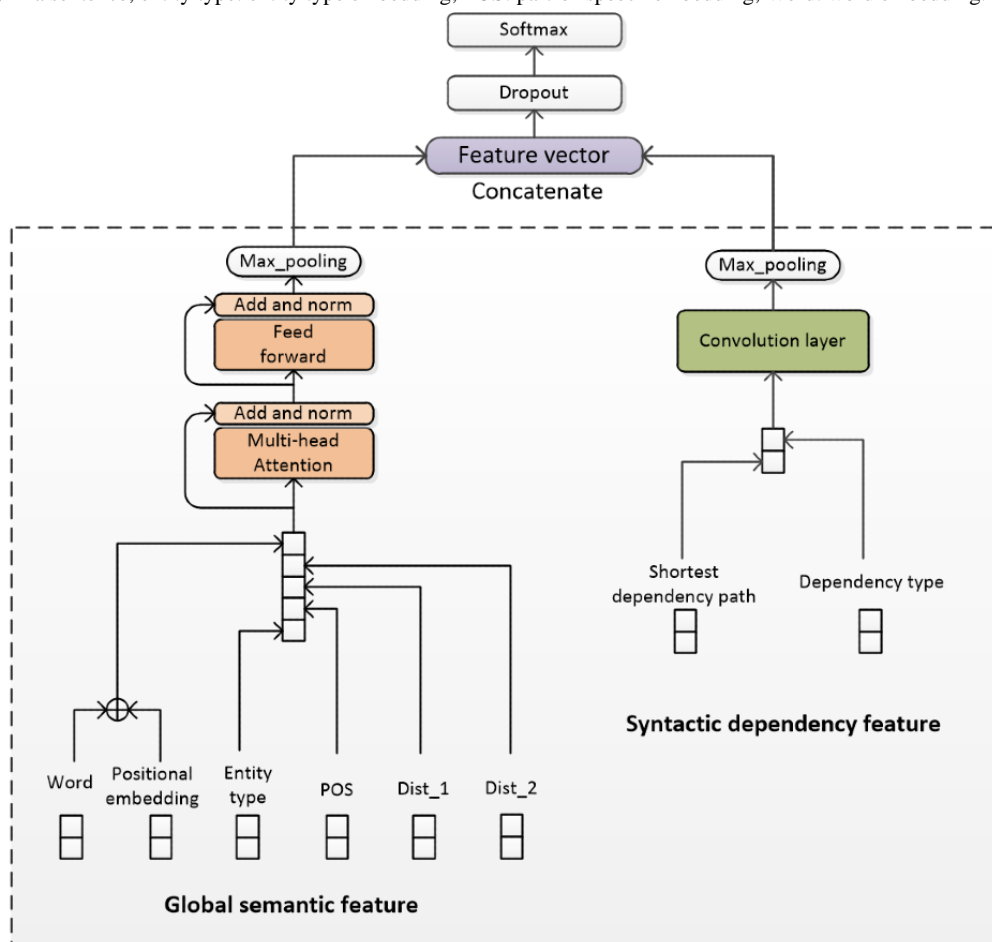 Softmax
Dropout
Feature vector
Concatenate
Max_pooling
Add and norm
Feed
forward
Add and norm
Multi-head
Attention
Max_pooling
Convolution layer
Shortest
dependency path
Dependency type
Syntactic dependency feature
Word
Positional
embedding
Entity
type
POS
Dist_1
Dist_2
Global semantic feature